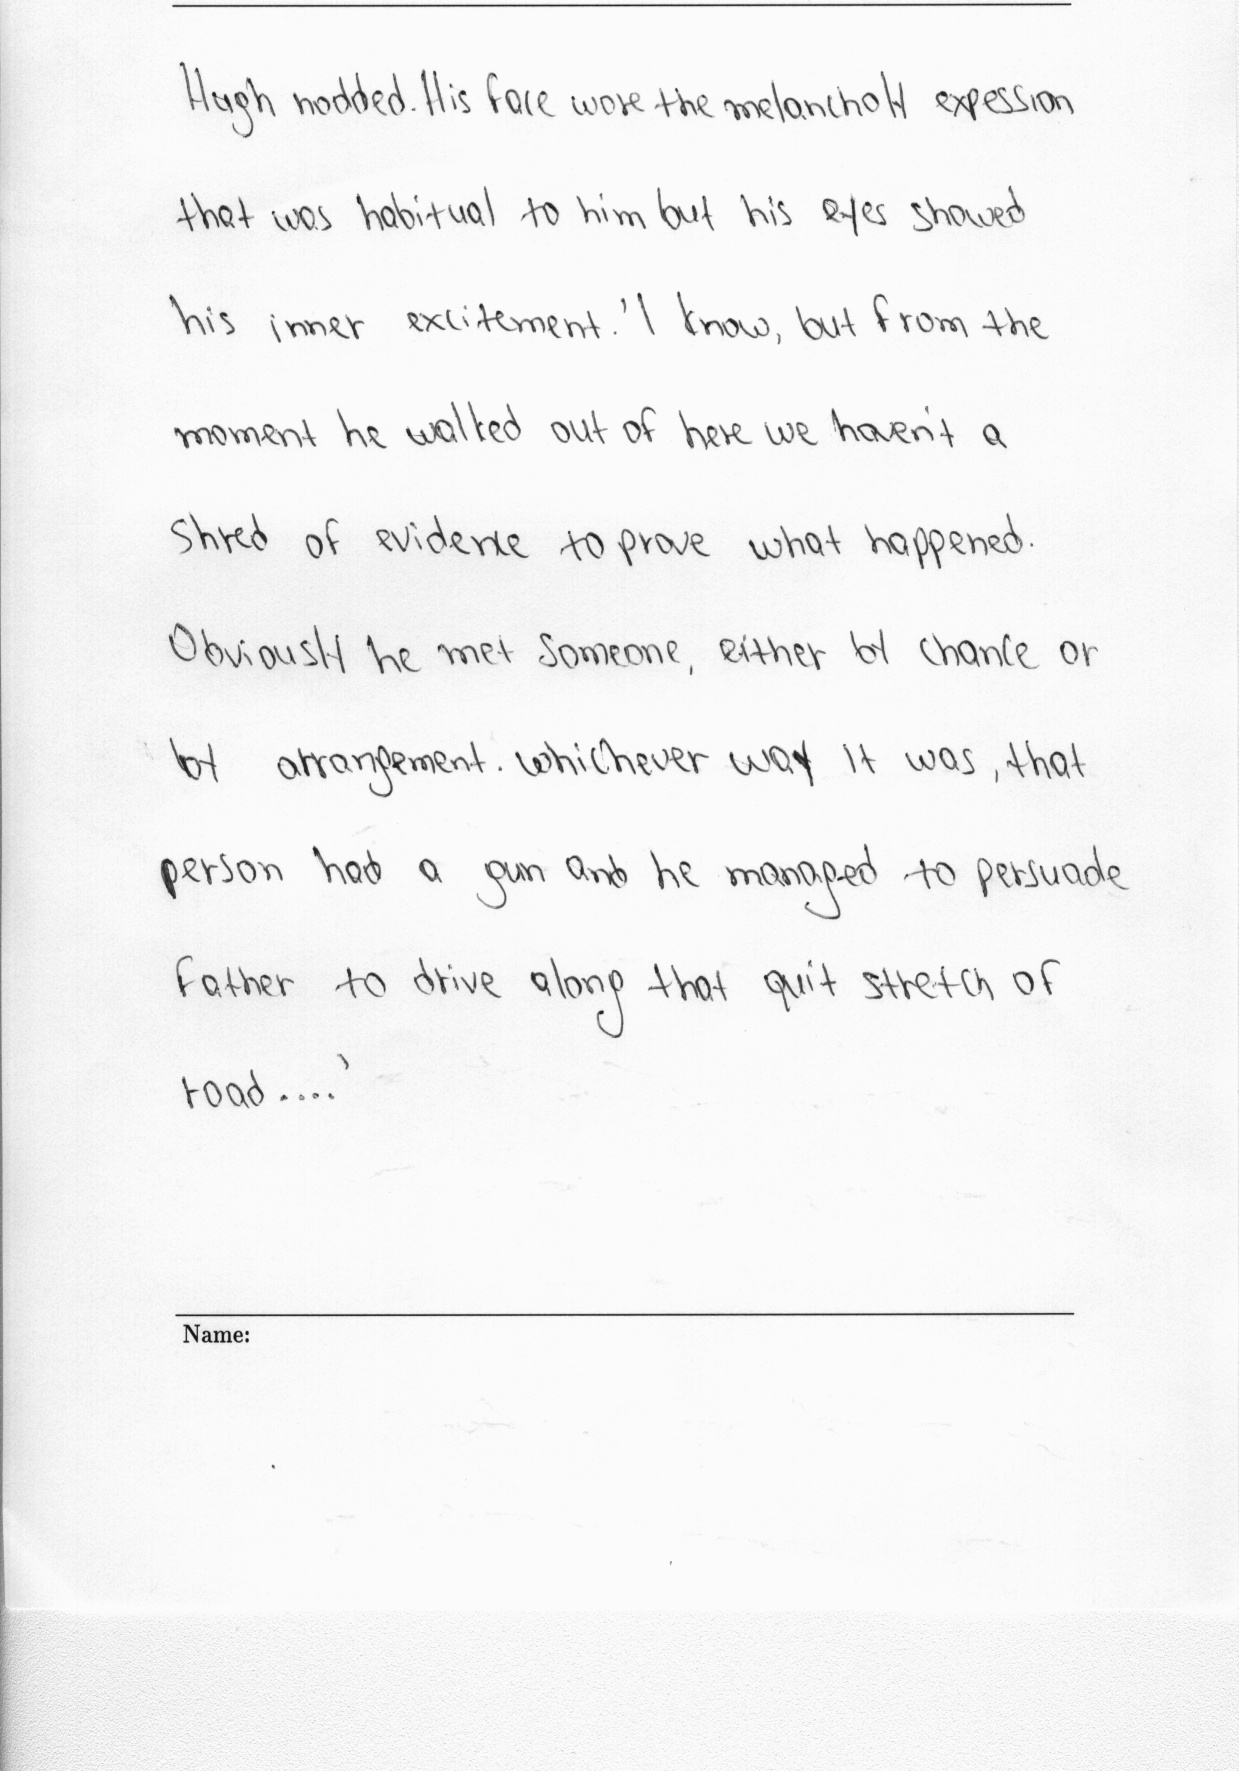 Hugh nodded. His face wore the melancholy expession
that was habitual to him but his eyes showed
his inner excitement. 'I know, but from the
moment he walked out of here we haven't a
shred of evidence to prove what happened.
Obviously he met someone, either by chance or
by arrangement. whichever way it was, that
person had a gun and he managed to persuade
father to drive along that quit stretch of
road....'
Name: